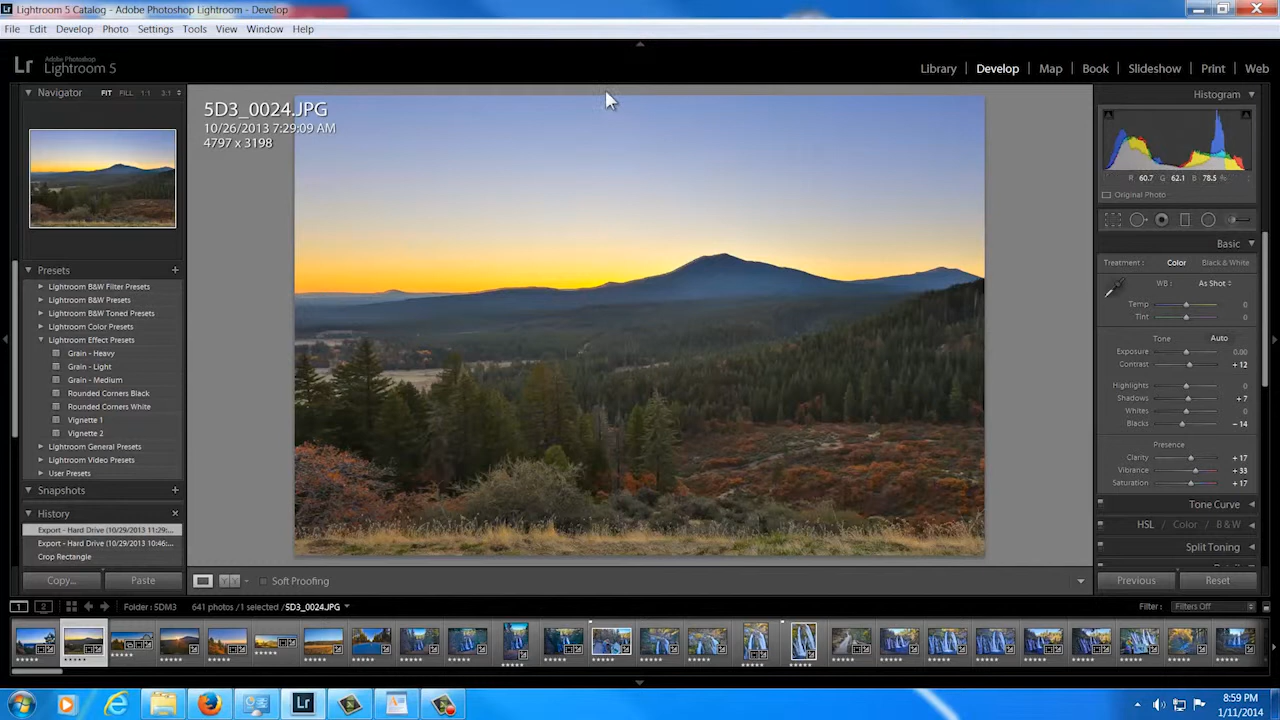 Lightroom 5 Catalog - Adobe Photoshop Lightroom - Develop
File Edit Develop Photo Settings Tools View Window Help
Lr Adobe Photoshop Lightroom 5
Library Develop Map Book Slideshow Print Web
Navigator FIT FILL 1:1 3:1
5D3_0024.JPG
10/26/2013 7:29:09 AM
4797 x 3198
Presets +
Lightroom B&W Filter Presets
Lightroom B&W Presets
Lightroom B&W Toned Presets
Lightroom Color Presets
Lightroom Effect Presets
Grain - Heavy
Grain - Light
Grain - Medium
Rounded Corners Black
Rounded Corners White
Vignette 1
Vignette 2
Lightroom General Presets
Lightroom Video Presets
User Presets
Snapshots +
History ×
Export - Hard Drive (10/29/2013 11:29:...
Export - Hard Drive (10/29/2013 10:46:...
Crop Rectangle
Copy... Paste
Soft Proofing
Histogram
R 60.7 G 62.1 B 78.5 %
Original Photo
Basic
Treatment: Color Black & White
WB: As Shot
Temp 0
Tint 0
Tone Auto
Exposure 0.00
Contrast + 12
Highlights 0
Shadows + 7
Whites 0
Blacks - 14
Presence
Clarity + 17
Vibrance + 33
Saturation + 17
Tone Curve
HSL / Color / B & W
Split Toning
Previous Reset
1 2 Folder: 5DM3 641 photos / 1 selected / 5D3_0024.JPG Filter: Filters Off
Lr
8:59 PM
1/11/2014